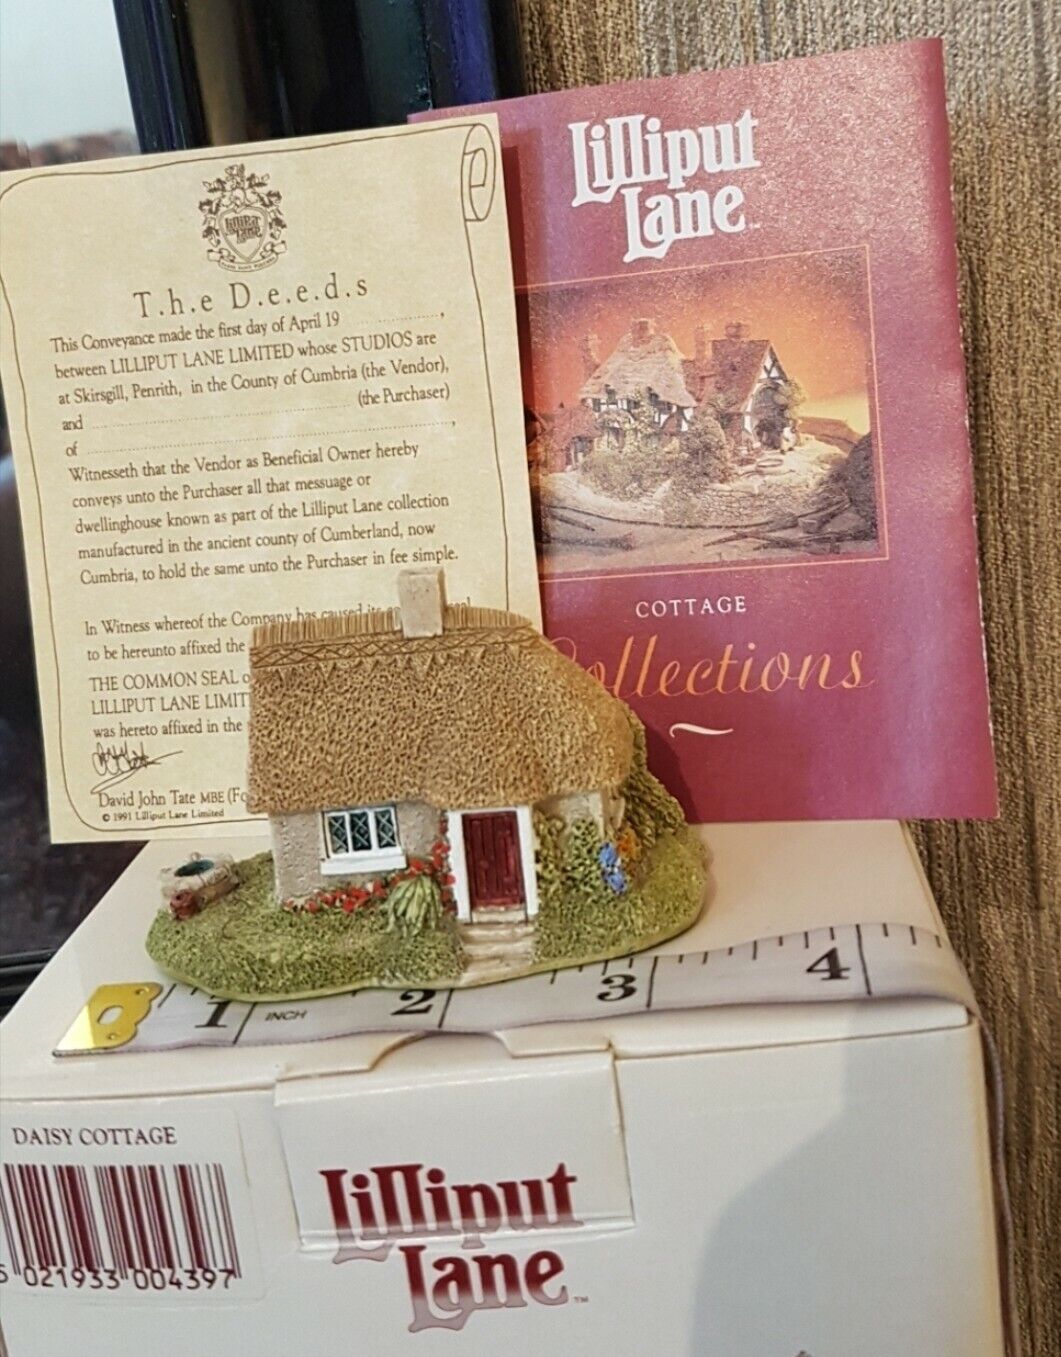 LilliPut
Lane
T.h.e D.e.e.d.s
This Conveyance made the first day of April 19 ....................,
between LILLIPUT LANE LIMITED whose STUDIOS are
at Skirsgill, Penrith, in the County of Cumbria (the Vendor),
and .................... (the Purchaser)
of ....................,
Witnesseth that the Vendor as Beneficial Owner hereby
conveys unto the Purchaser all that message or
dwellinghouse known as part of the Lilliput Lane collection
manufactured in the ancient county of Cumberland, now
Cumbria, to hold the same unto the Purchaser in fee simple.
In Witness whereof the Company has caused its
to be hereunto affixed the
THE COMMON SEAL
LILLIPUT LANE LIMIT
was hereto affixed in the
David John Tate MBE (Fo
© 1991 Lilliput Lane Limited
Lilliput
Lane™
COTTAGE
Collections
1 INCH 2 3 4
DAISY COTTAGE
5 021933 004397
Lilliput
Lane™